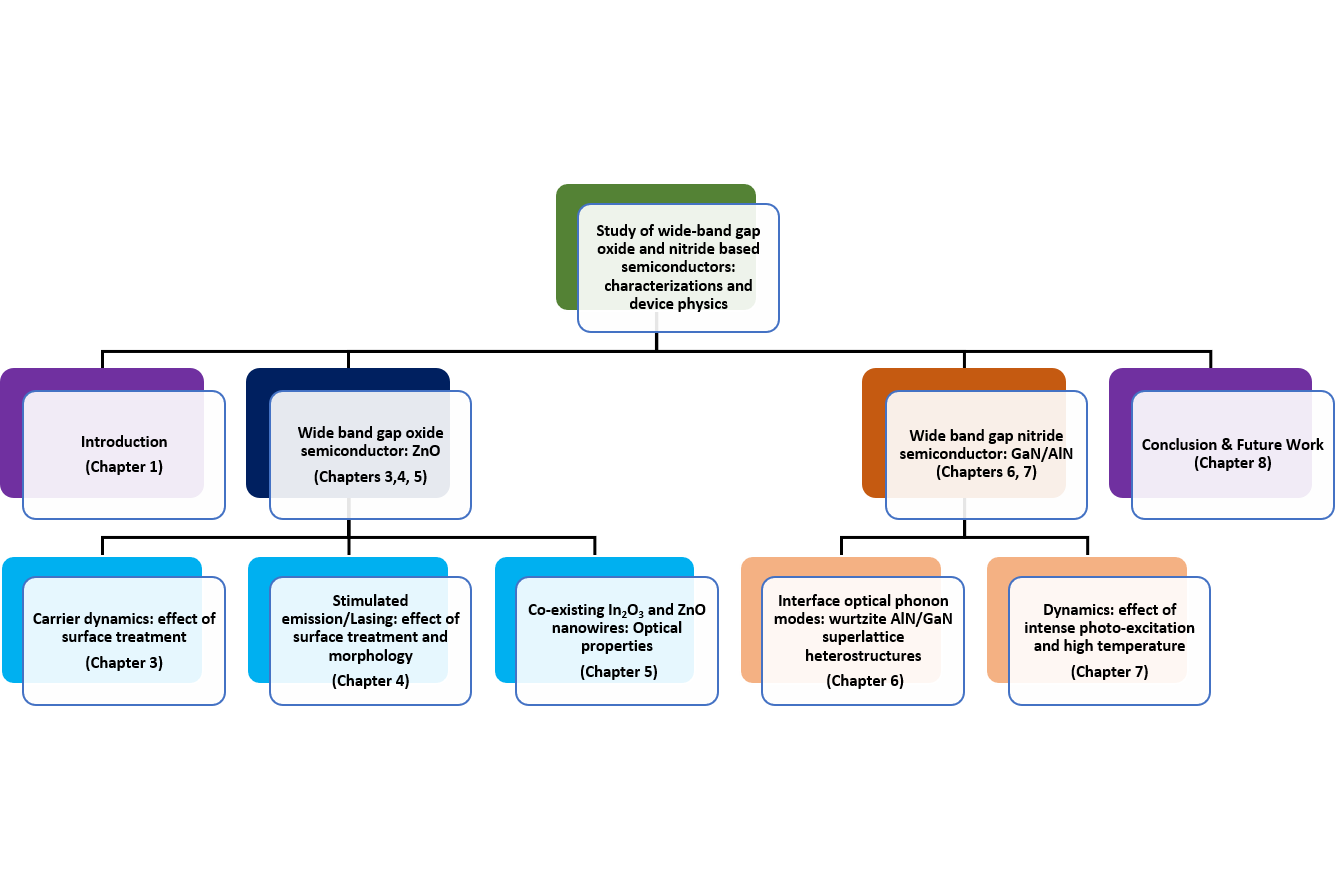 Study of wide-band gap
oxide and nitride based
semiconductors:
characterizations and
device physics
Introduction
(Chapter 1)
Wide band gap oxide
semiconductor: ZnO
(Chapters 3,4, 5)
Wide band gap nitride
semiconductor: GaN/AlN
(Chapters 6, 7)
Conclusion & Future Work
(Chapter 8)
Carrier dynamics: effect of
surface treatment
(Chapter 3)
Stimulated
emission/Lasing: effect of
surface treatment and
morphology
(Chapter 4)
Co-existing In₂O₃ and ZnO
nanowires: Optical
properties
(Chapter 5)
Interface optical phonon
modes: wurtzite AlN/GaN
superlattice
heterostructures
(Chapter 6)
Dynamics: effect of
intense photo-excitation
and high temperature
(Chapter 7)